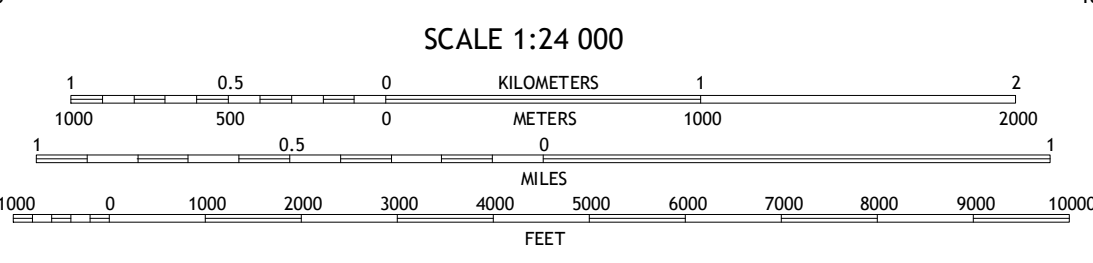 SCALE 1:24 000
1 0.5 0 KILOMETERS 1 2
1000 500 0 METERS 1000 2000
1 0.5 0 1
MILES
1000 0 1000 2000 3000 4000 5000 6000 7000 8000 9000 10000
FEET